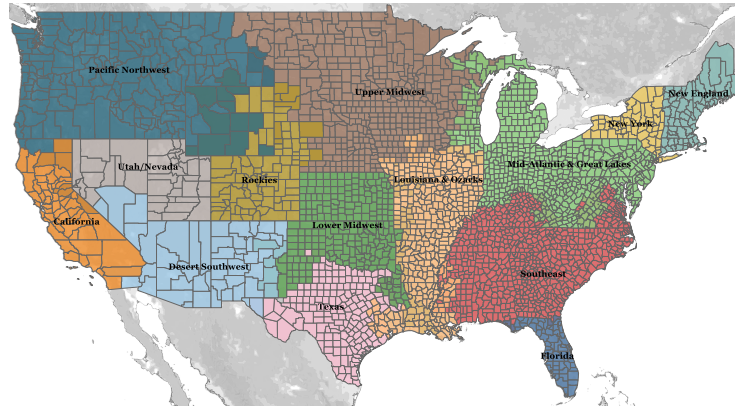 Pacific Northwest
Upper Midwest
New England
New York
Utah/Nevada
Mid-Atlantic & Great Lakes
Rockies
Louisiana & Ozacks
California
Lower Midwest
Desert Southwest
Southeast
Texas
Florida